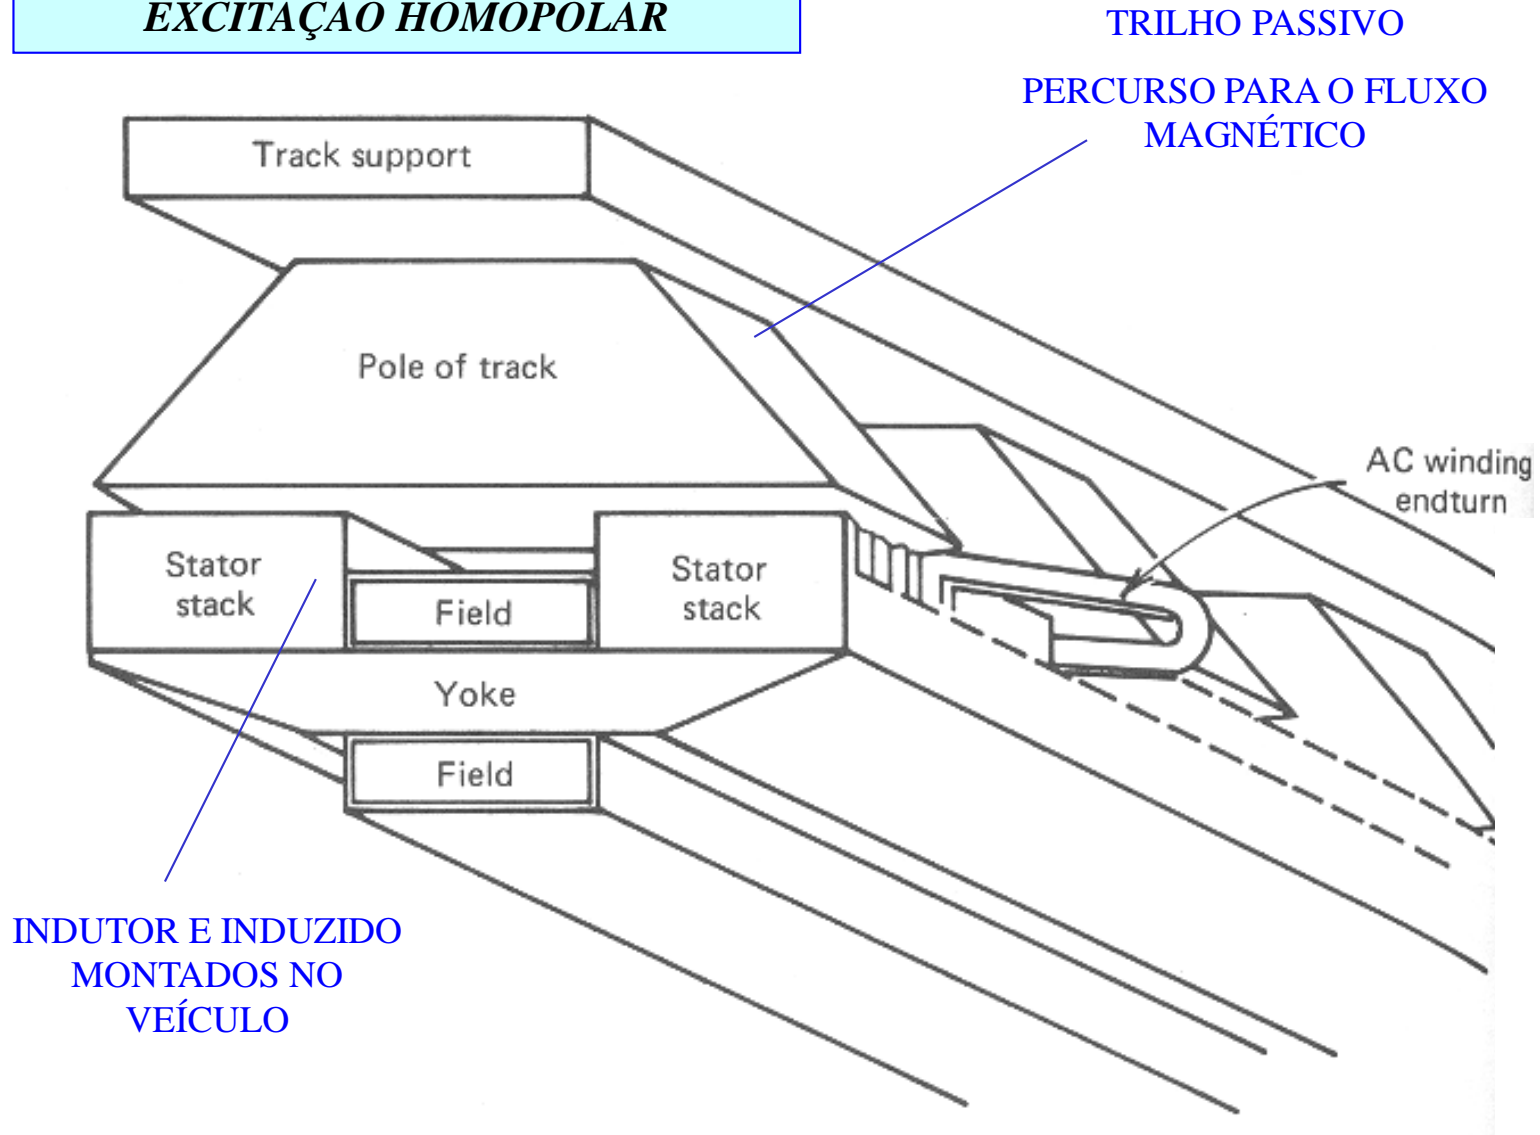 EXCITAÇÃO HOMOPOLAR
TRILHO PASSIVO
PERCURSO PARA O FLUXO
MAGNÉTICO
Track support
Pole of track
AC winding
endturn
Stator
stack
Field
Stator
stack
Yoke
Field
INDUTOR E INDUZIDO
MONTADOS NO
VEÍCULO